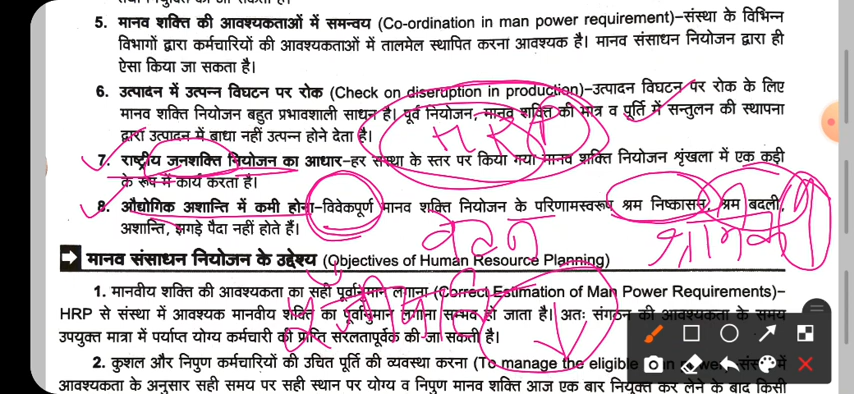 5. मानव शक्ति की आवश्यकताओं में समन्वय (Co-ordination in man power requirement)–संस्था के विभिन्न
विभागों द्वारा कर्मचारियों की आवश्यकताओं में तालमेल स्थापित करना आवश्यक है। मानव संसाधन नियोजन द्वारा ही
ऐसा किया जा सकता है।
6. उत्पादन में उत्पन्न विघटन पर रोक (Check on diseruption in production)–उत्पादन विघटन पर रोक के लिए
मानव शक्ति नियोजन बहुत प्रभावशाली साधन है। पूर्व नियोजन, मानव शक्ति की मात्र व पुर्ति में सन्तुलन की स्थापना
द्वारा उत्पादन में बाधा नहीं उत्पन्न होने देता है।
HRP
7. राष्ट्रीय जनशक्ति नियोजन का आधार–हर संस्था के स्तर पर किया गया मानव शक्ति नियोजन शृंखला में एक कड़ी
के रूप में कार्य करता है।
8. औद्योगिक अशान्ति में कमी होना–विवेकपूर्ण मानव शक्ति नियोजन के परिणामस्वरूप श्रम निष्कासन, श्रम बदली,
अशान्ति, झगड़े पैदा नहीं होते हैं।
वेतन
मानव संसाधन नियोजन के उद्देश्य (Objectives of Human Resource Planning)
1. मानवीय शक्ति की आवश्यकता का सही पूर्वानुमान लगाना (Correct Estimation of Man Power Requirements)–
HRP से संस्था में आवश्यक मानवीय शक्ति का पूर्वानुमान लगाना सम्भव हो जाता है। अतः संगठन की आवश्यकता के समय
उपयुक्त मात्रा में पर्याप्त योग्य कर्मचारी की प्राप्ति सरलतापूर्वक की जा सकती है।
2. कुशल और निपुण कर्मचारियों की उचित पूर्ति की व्यवस्था करना (To manage the eligible
आवश्यकता के अनुसार सही समय पर सही स्थान पर योग्य व निपुण मानव शक्ति आज एक बार नियुक्त कर लेने के बाद किसी